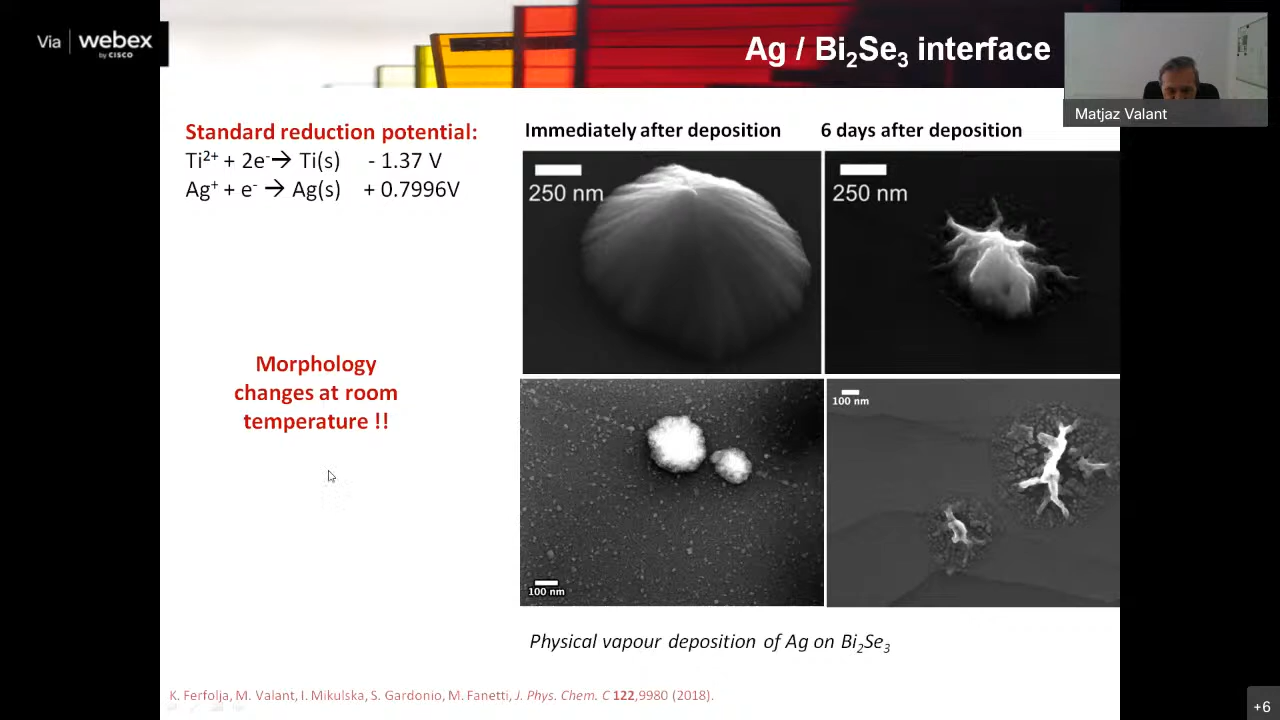 Via | webex
by CISCO
Ag / Bi₂Se₃ interface
Matjaz Valant
Standard reduction potential:
Ti²⁺ + 2e⁻→ Ti(s) - 1.37 V
Ag⁺ + e⁻ → Ag(s) + 0.7996V
Immediately after deposition
6 days after deposition
250 nm
250 nm
Morphology
changes at room
temperature !!
100 nm
100 nm
Physical vapour deposition of Ag on Bi₂Se₃
K. Ferfolja, M. Valant, I. Mikulska, S. Gardonio, M. Fanetti, J. Phys. Chem. C 122,9980 (2018).
+6